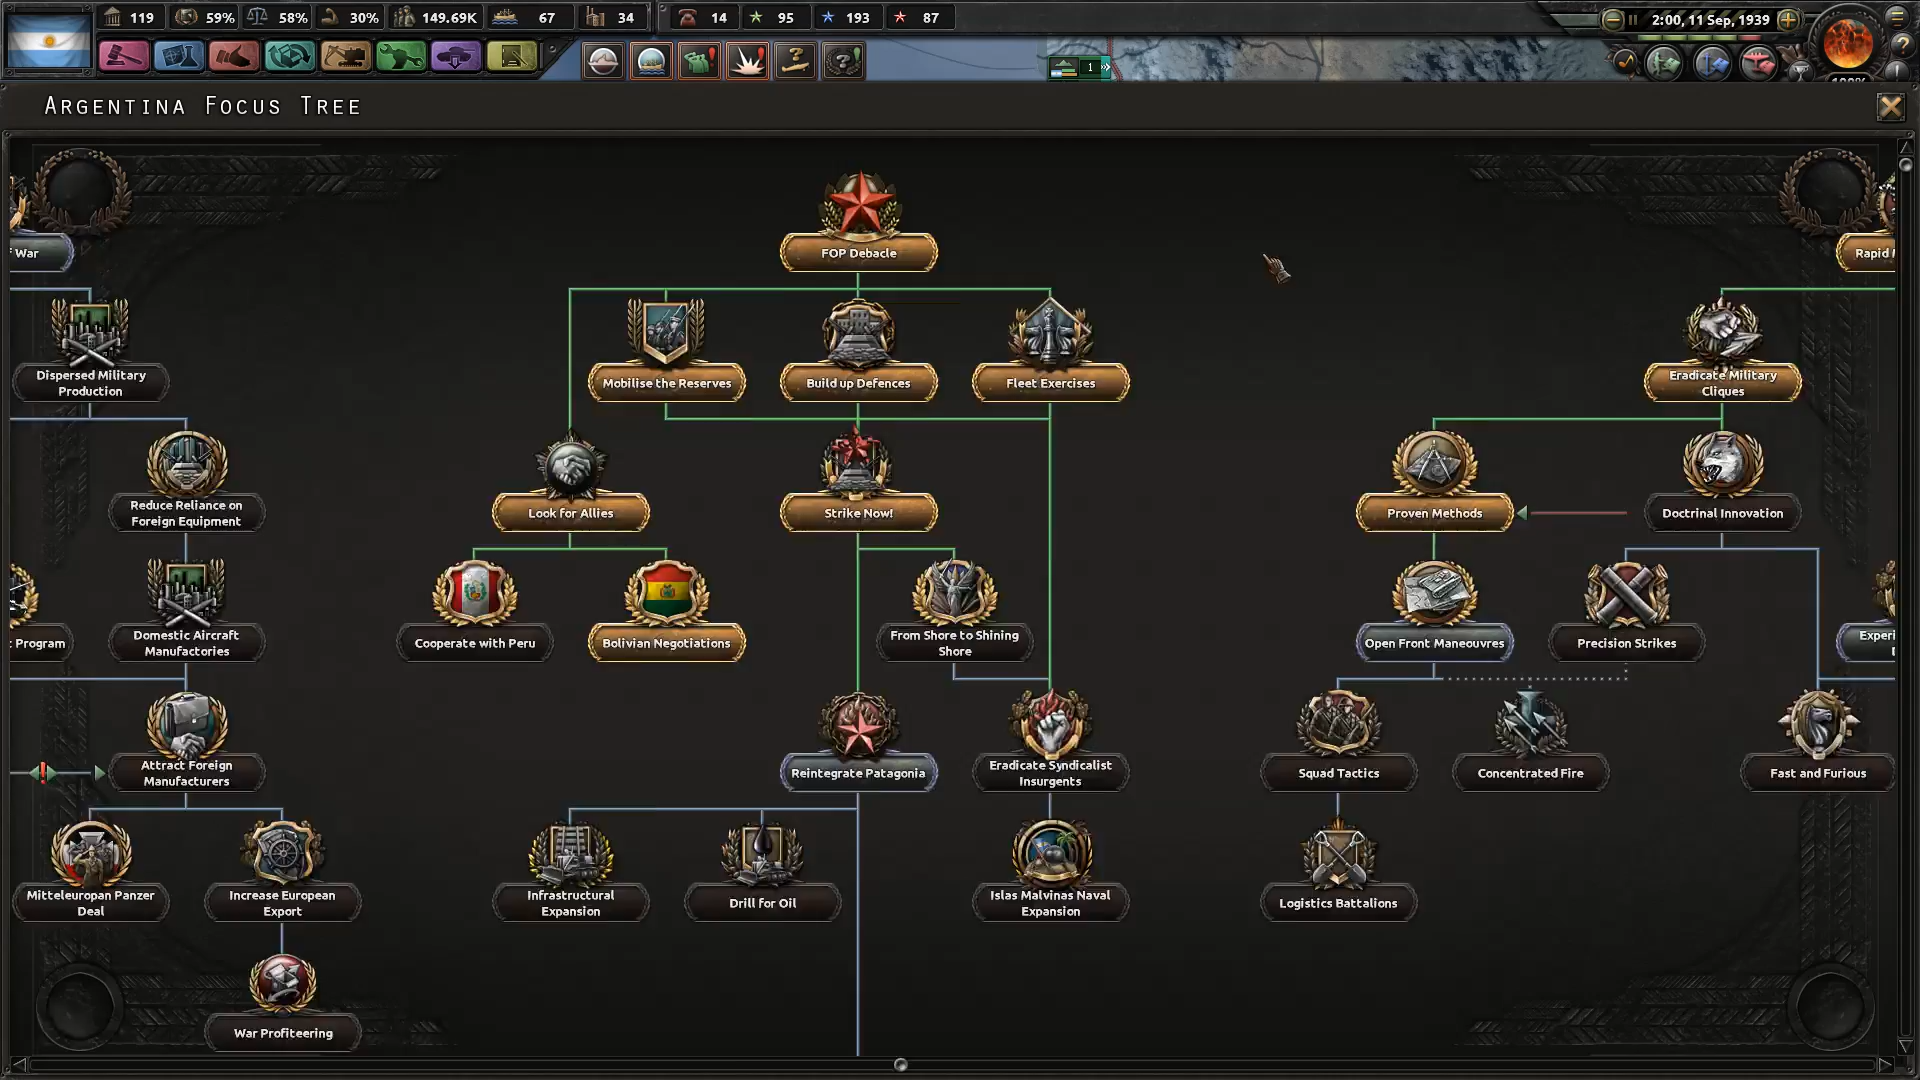 119
59%
58%
30%
149.69K
67
34
14
95
193
87
2:00, 11 Sep, 1939
1
Argentina Focus Tree
FOP Debacle
War
Rapid
Mobilise the Reserves
Build up Defences
Fleet Exercises
Dispersed Military
Production
Eradicate Military
Cliques
Reduce Reliance on
Foreign Equipment
Look for Allies
Strike Now!
Proven Methods
Doctrinal Innovation
Program
Domestic Aircraft
Manufactories
Cooperate with Peru
Bolivian Negotiations
From Shore to Shining
Shore
Open Front Maneouvres
Precision Strikes
Experi
Attract Foreign
Manufacturers
Reintegrate Patagonia
Eradicate Syndicalist
Insurgents
Squad Tactics
Concentrated Fire
Fast and Furious
Mitteleuropan Panzer
Deal
Increase European
Export
Infrastructural
Expansion
Drill for Oil
Islas Malvinas Naval
Expansion
Logistics Battalions
War Profiteering